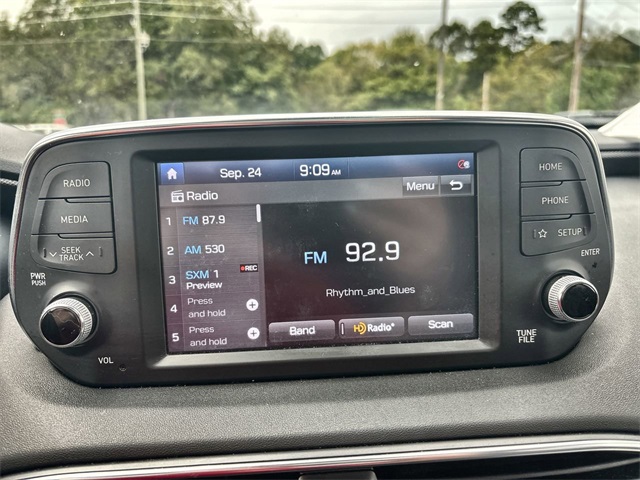 Sep. 24 9:09 AM
Radio Menu
1 FM 87.9
2 AM 530
3 SXM 1 REC
Preview
4 Press
and hold
5 Press
and hold
FM 92.9
Rhythm_and_Blues
Band HD Radio Scan
RADIO
MEDIA
SEEK
TRACK
PWR
PUSH
VOL
HOME
PHONE
SETUP
ENTER
TUNE
FILE